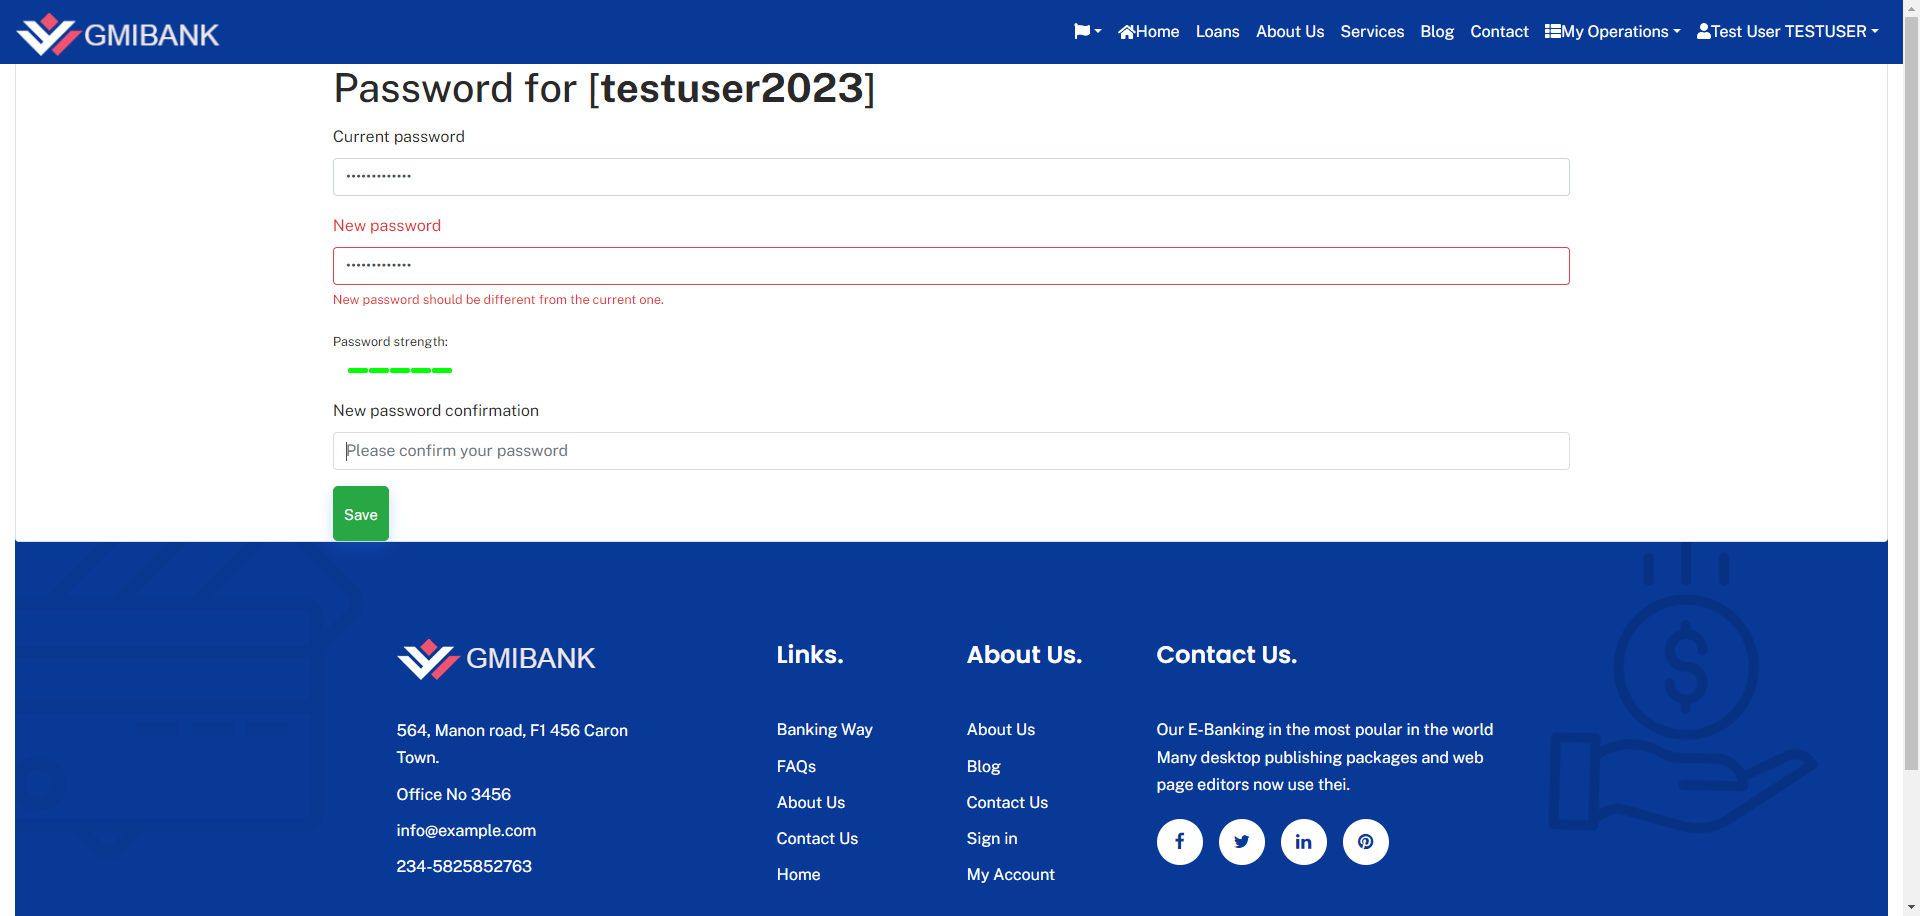 GMIBANK
Home Loans About Us Services Blog Contact My Operations Test User TESTUSER
Password for [testuser2023]
Current password
•••••••••••••
New password
•••••••••••••
New password should be different from the current one.
Password strength:
New password confirmation
Please confirm your password
Save
GMIBANK
564, Manon road, F1 456 Caron
Town.
Office No 3456
info@example.com
234-5825852763
Links.
Banking Way
FAQs
About Us
Contact Us
Home
About Us.
About Us
Blog
Contact Us
Sign in
My Account
Contact Us.
Our E-Banking in the most poular in the world
Many desktop publishing packages and web
page editors now use thei.